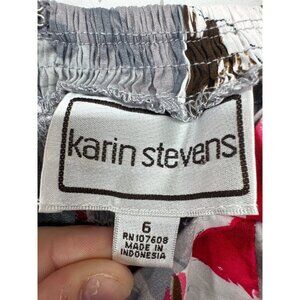 karin stevens
6
RN107608
MADE IN
INDONESIA